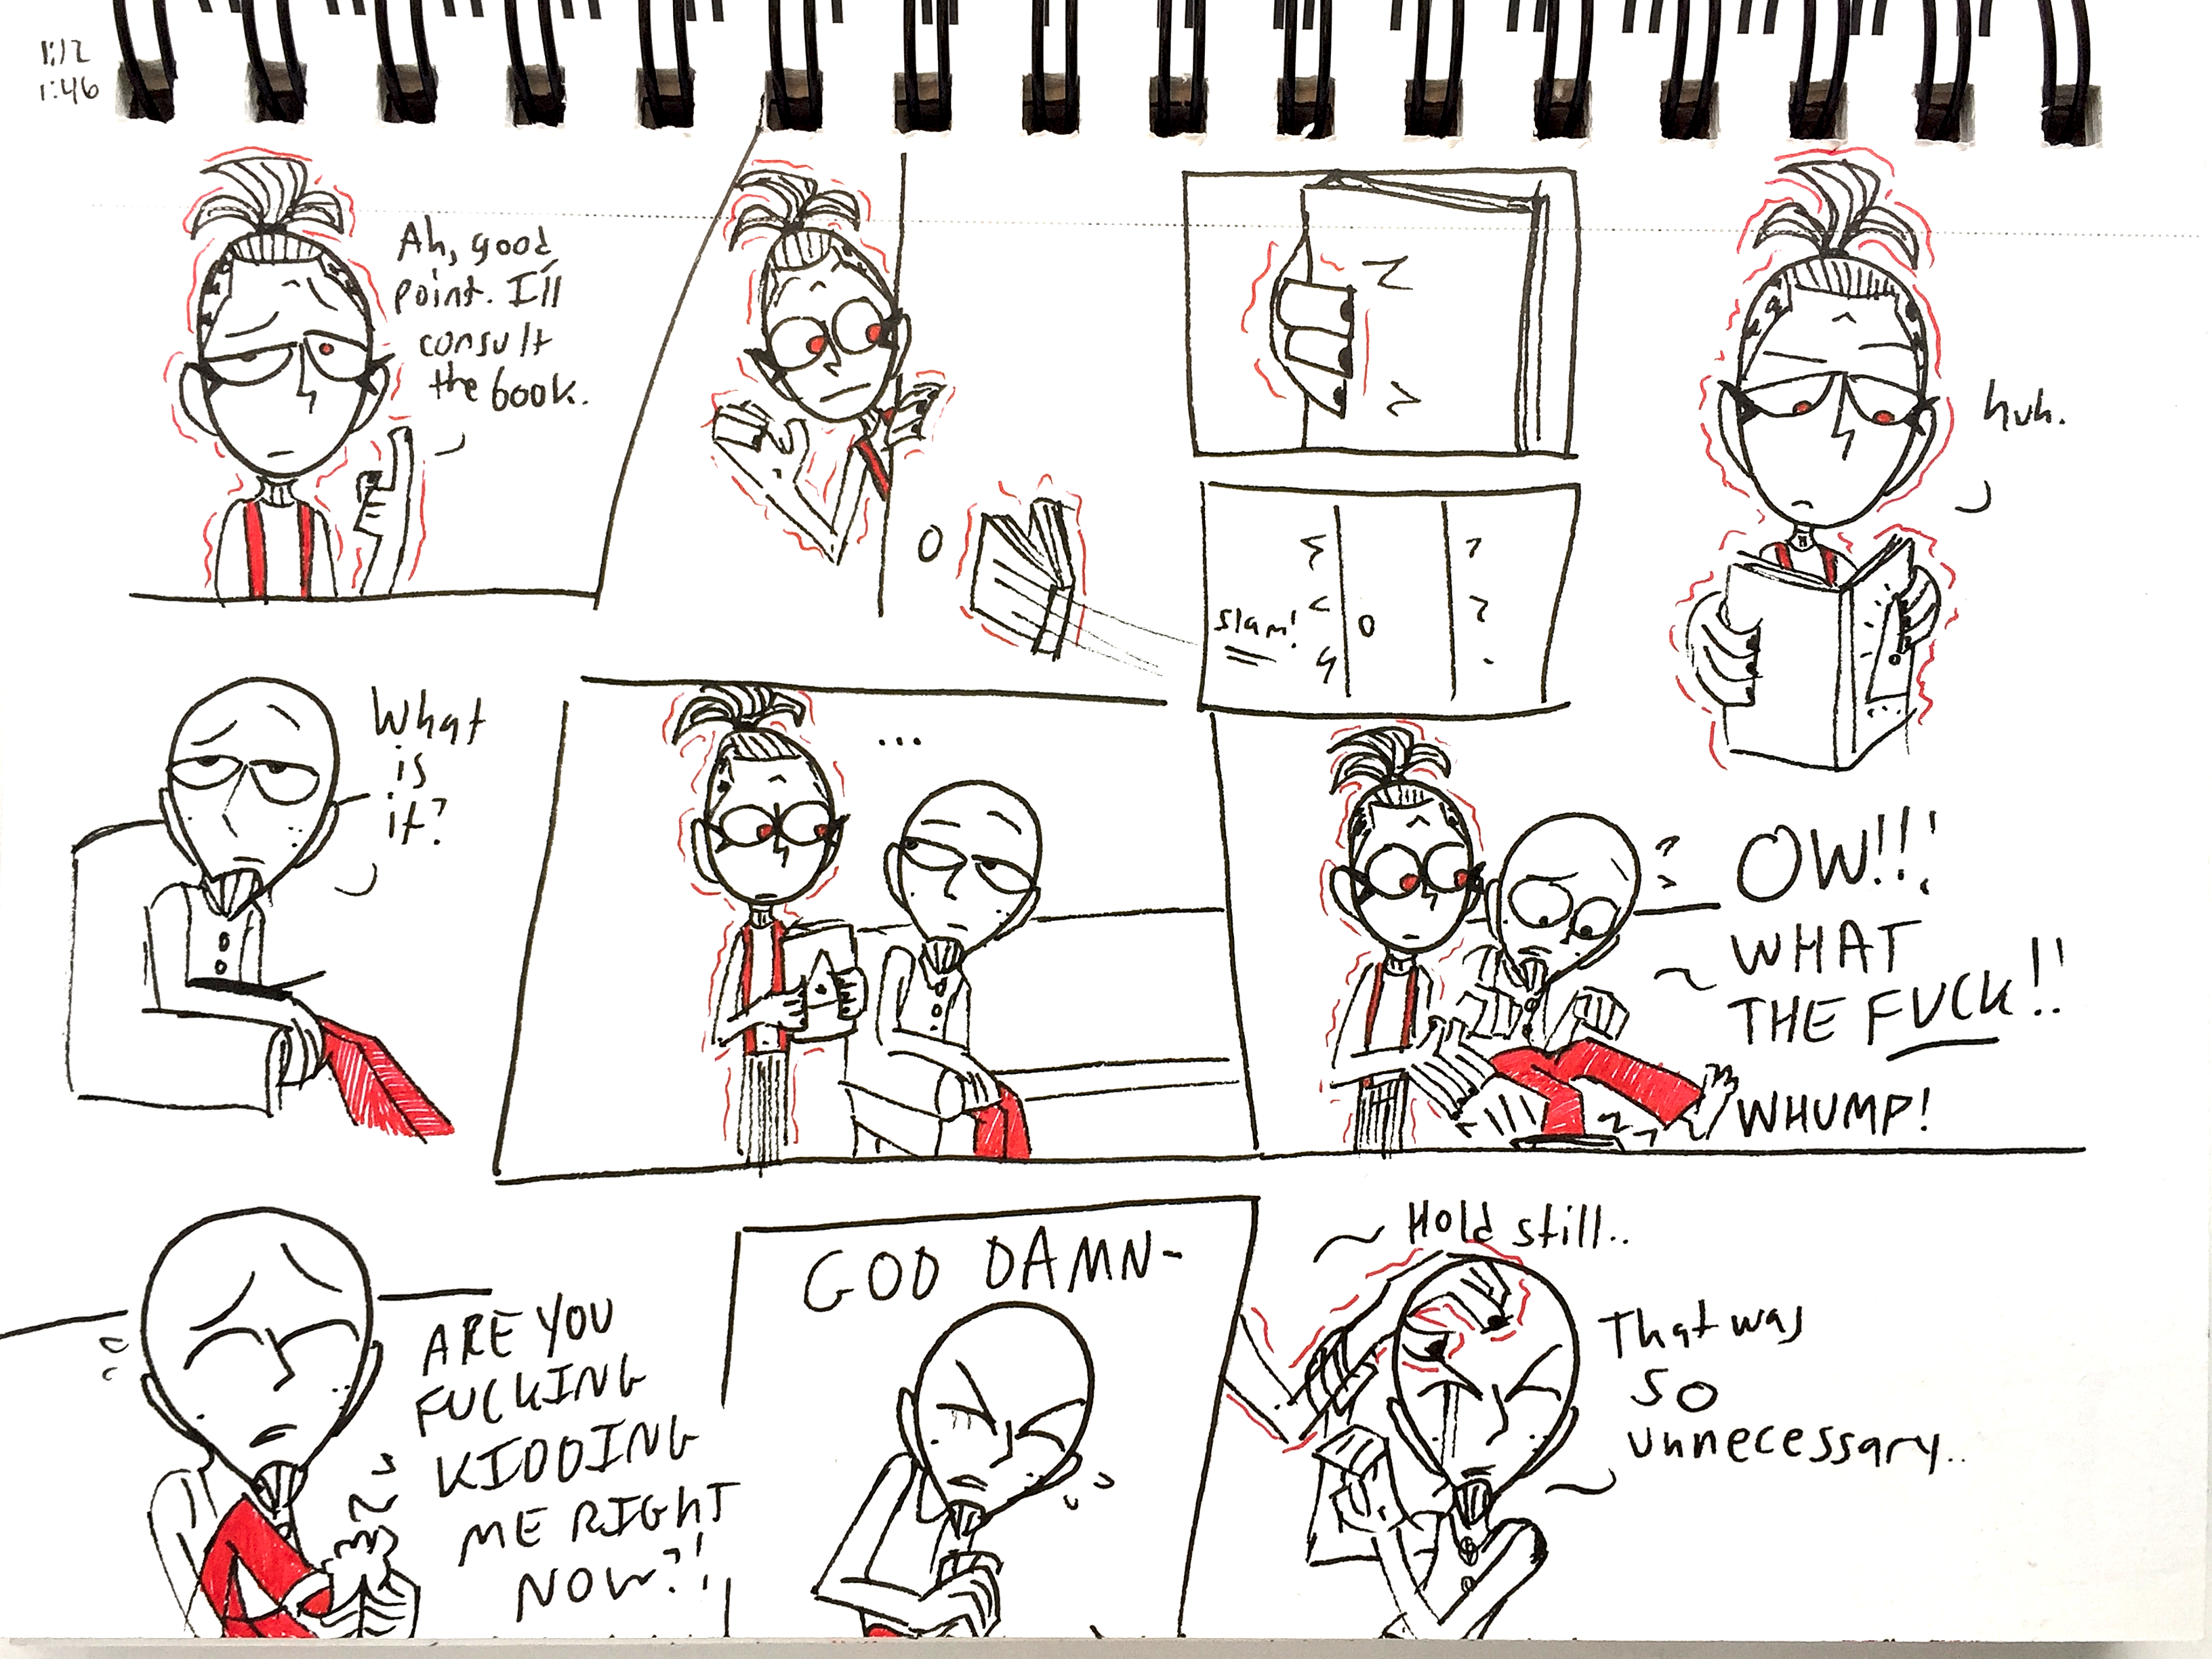 1:12
1:46
Ah, good
point. I'll
consult
the book.
slam!
huh.
What
is
it?
...
OW!!!
WHAT
THE FUCK!!
WHUMP!
ARE YOU
FUCKING
KIDDING
ME RIGHT
NOW?!
GOD DAMN-
Hold still..
That was
so
unnecessary..